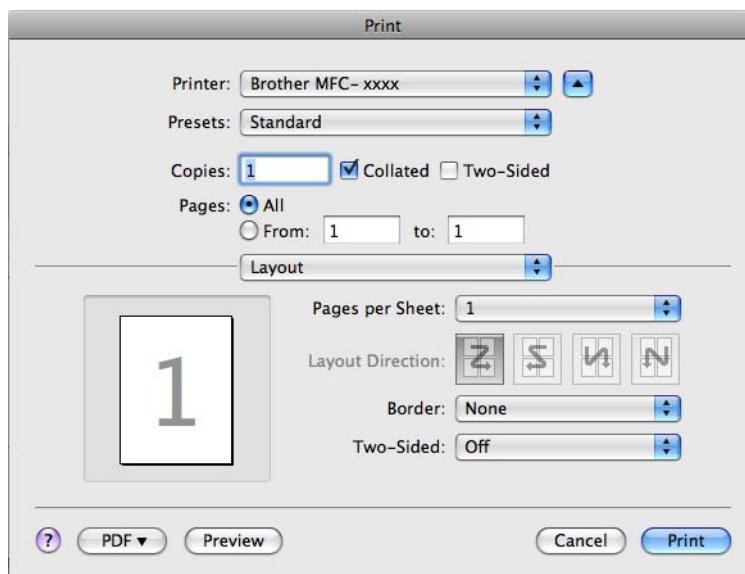 Print
Printer: Brother MFC- xxxx
Presets: Standard
Copies: 1 Collated Two-Sided
Pages: All
From: 1 to: 1
Layout
Pages per Sheet: 1
Layout Direction:
Border: None
Two-Sided: Off
1
? PDF ▼ Preview Cancel Print